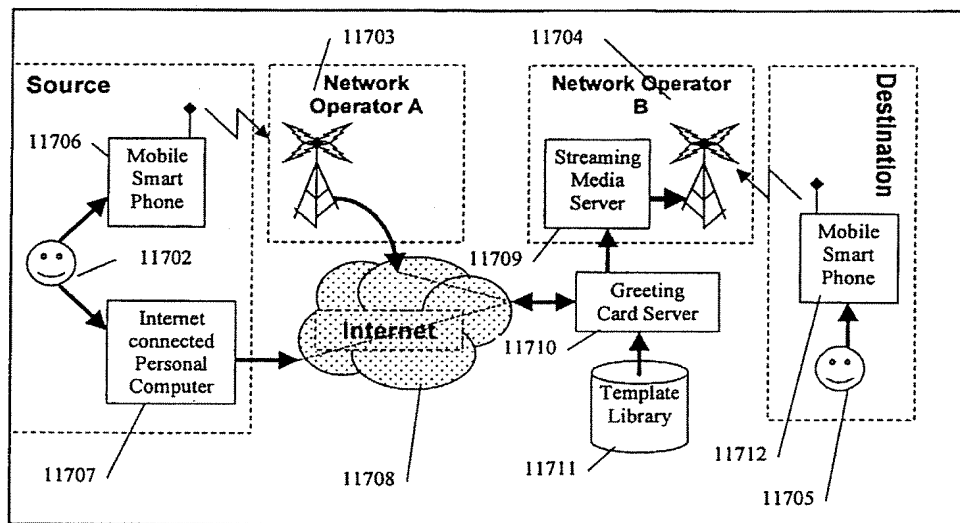 11703
11704
Source
Network
Operator A
Network Operator
B
Destination
11706
Mobile
Smart
Phone
Streaming
Media
Server
11702
11709
Mobile
Smart
Phone
Internet
connected
Personal
Computer
Internet
Greeting
Card Server
11710
Template
Library
11707
11708
11711
11712
11705